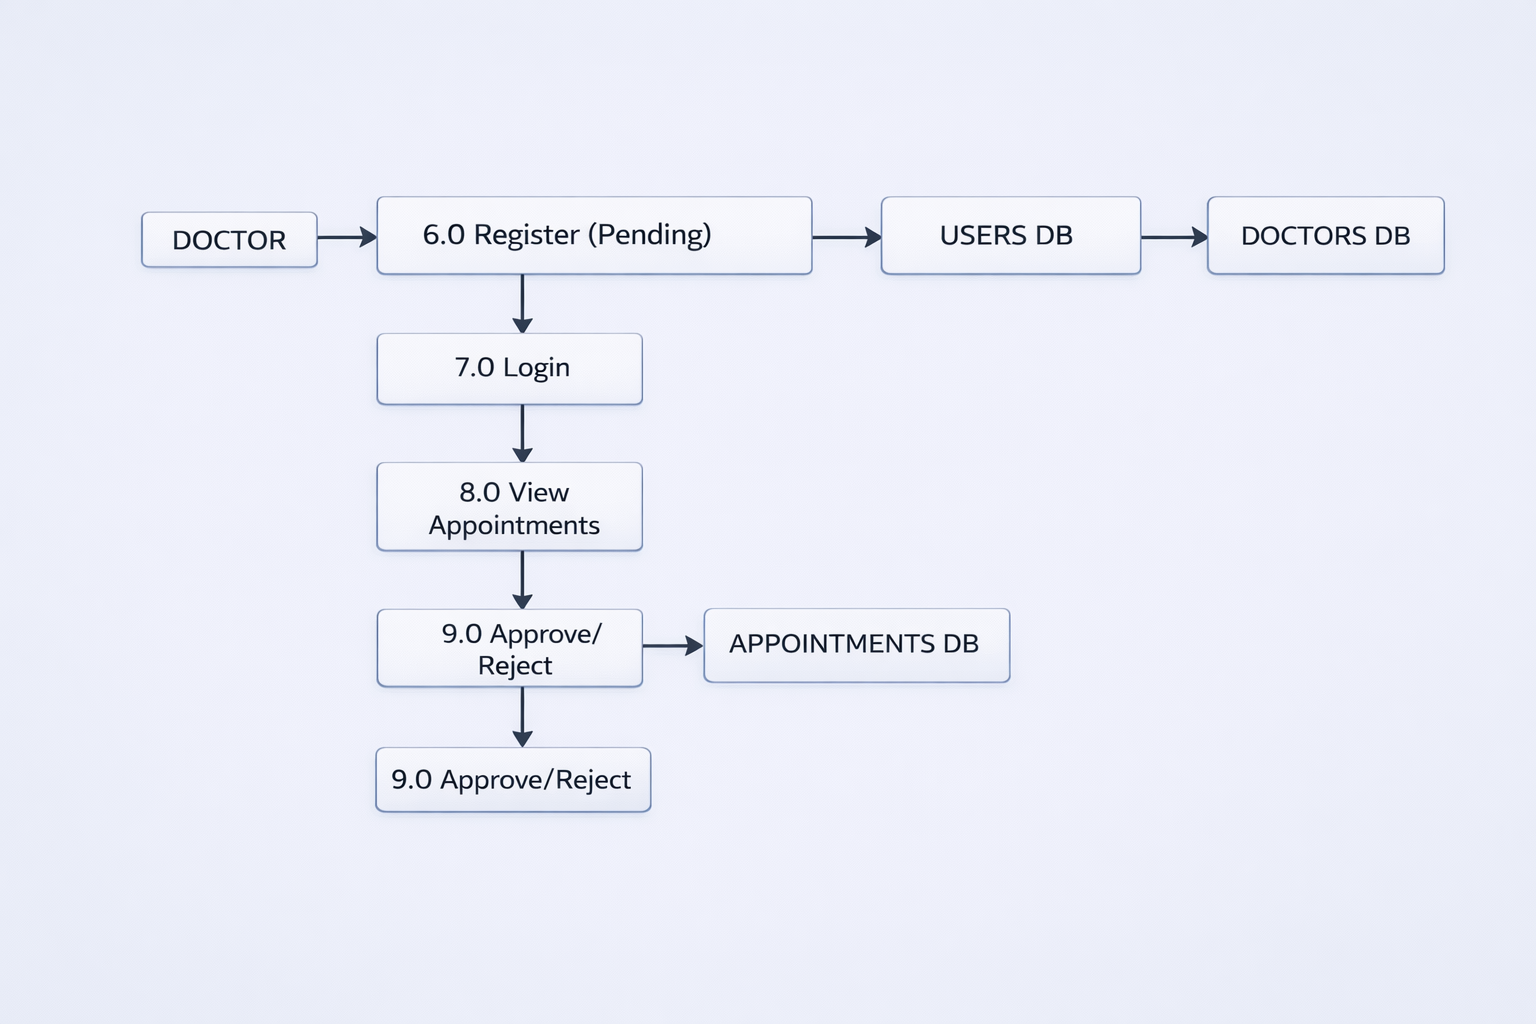 DOCTOR
6.0 Register (Pending)
USERS DB
DOCTORS DB
7.0 Login
8.0 View
Appointments
9.0 Approve/
Reject
APPOINTMENTS DB
9.0 Approve/Reject